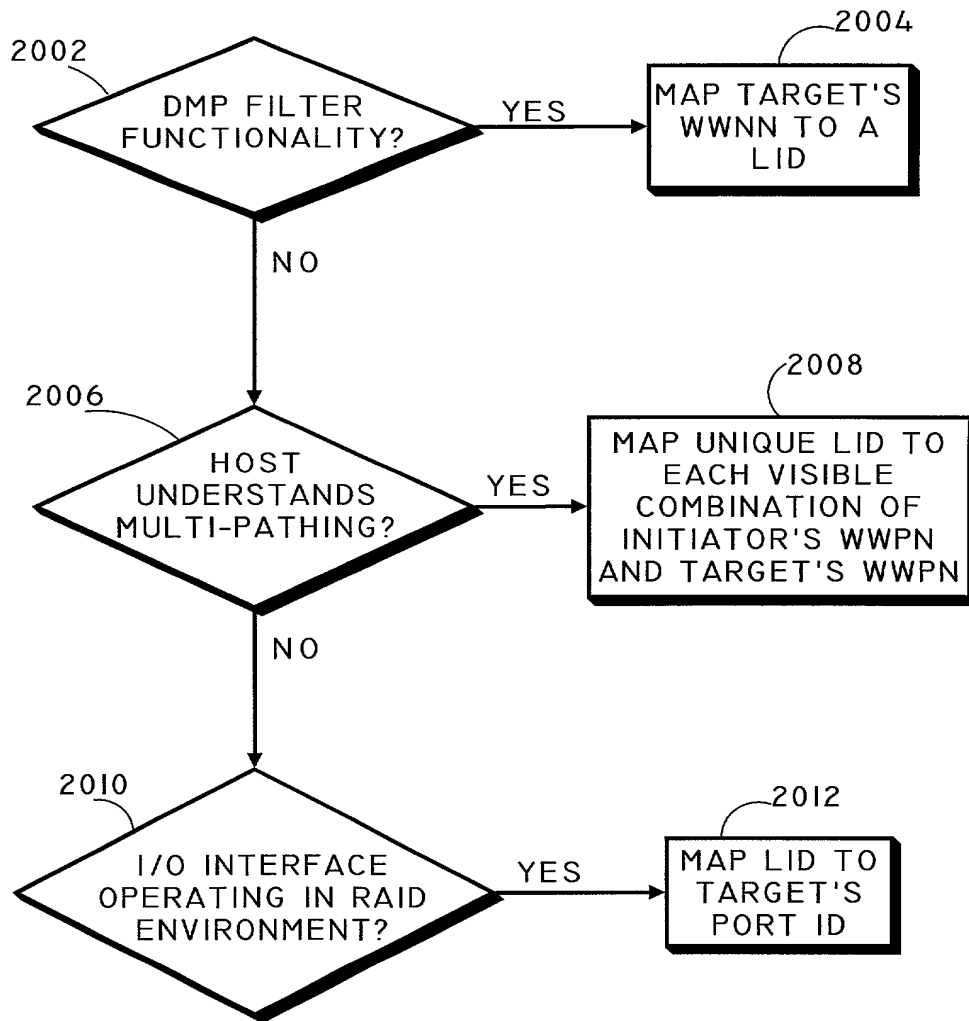 2002
DMP FILTER
FUNCTIONALITY?
YES
2004
MAP TARGET'S
WWNN TO A
LID
NO
2006
HOST
UNDERSTANDS
MULTI-PATHING?
YES
2008
MAP UNIQUE LID TO
EACH VISIBLE
COMBINATION OF
INITIATOR'S WWPN
AND TARGET'S WWPN
NO
2010
I/O INTERFACE
OPERATING IN RAID
ENVIRONMENT?
YES
2012
MAP LID TO
TARGET'S
PORT ID